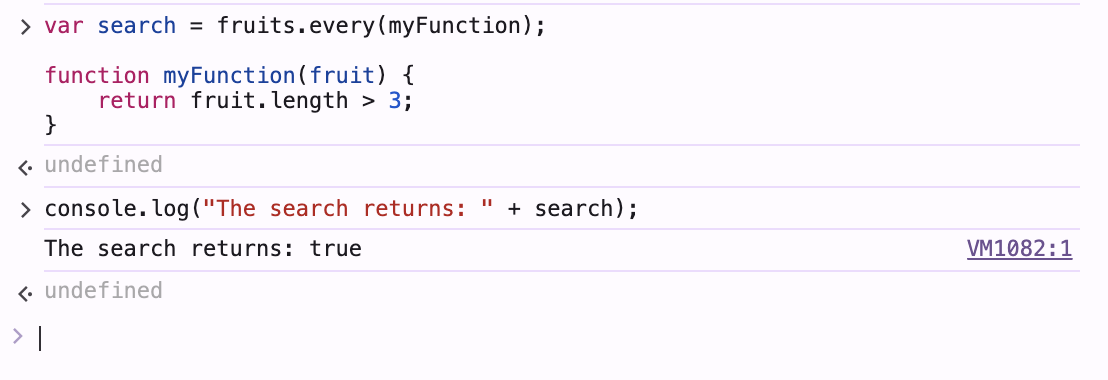 var search = fruits.every(myFunction);
function myFunction(fruit) {
    return fruit.length > 3;
}
undefined
console.log("The search returns: " + search);
The search returns: true VM1082:1
undefined